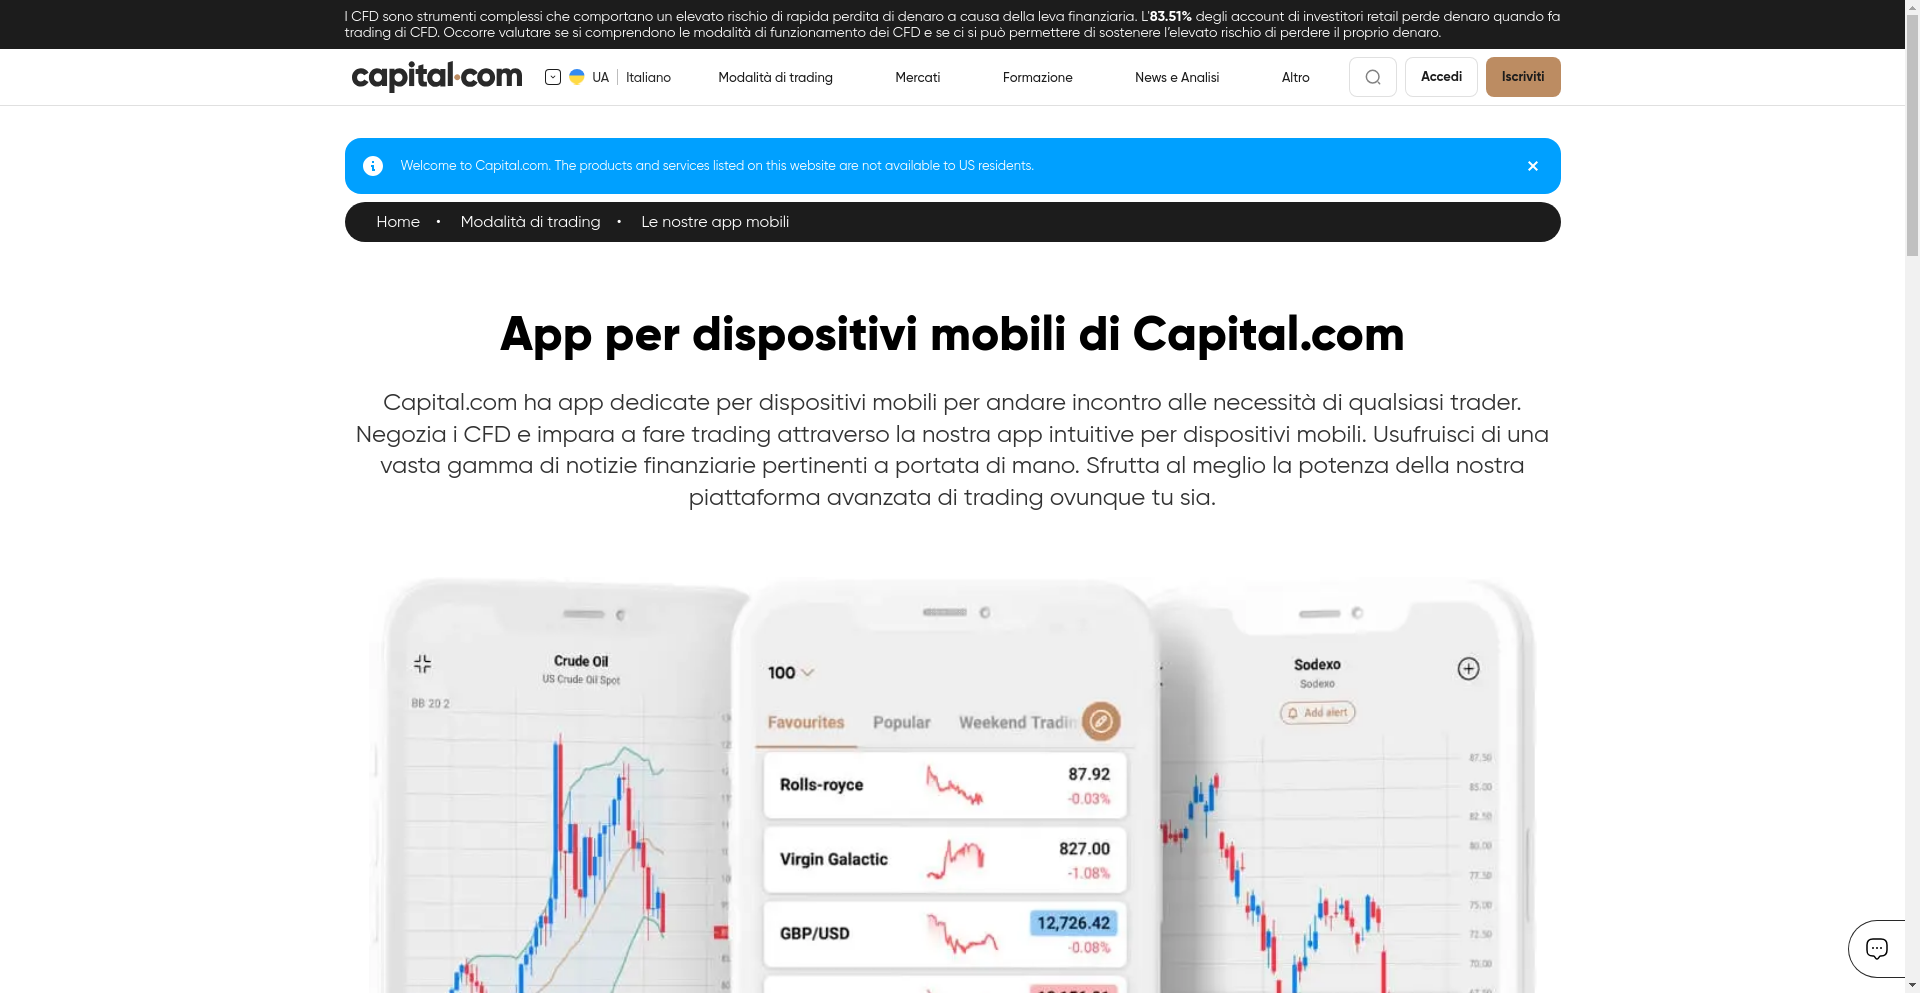 I CFD sono strumenti complessi che comportano un elevato rischio di rapida perdita di denaro a causa della leva finanziaria. L'83.51% degli account di investitori retail perde denaro quando fa
trading di CFD. Occorre valutare se si comprendono le modalità di funzionamento dei CFD e se ci si può permettere di sostenere l'elevato rischio di perdere il proprio denaro.
capital.com UA Italiano Modalità di trading Mercati Formazione News e Analisi Altro Accedi Iscriviti
Welcome to Capital.com. The products and services listed on this website are not available to US residents.
Home • Modalità di trading • Le nostre app mobili
App per dispositivi mobili di Capital.com
Capital.com ha app dedicate per dispositivi mobili per andare incontro alle necessità di qualsiasi trader.
Negozia i CFD e impara a fare trading attraverso la nostra app intuitive per dispositivi mobili. Usufruisci di una
vasta gamma di notizie finanziarie pertinenti a portata di mano. Sfrutta al meglio la potenza della nostra
piattaforma avanzata di trading ovunque tu sia.
Crude Oil
US Crude Oil Spot
BB 20 2
100
Favourites Popular Weekend Tradin
Rolls-royce 87.92
-0.03%
Virgin Galactic 827.00
-1.08%
GBP/USD 12,726.42
-0.08%
Sodexo
Sodexo
Add alert
87.50
85.00
82.50
80.00
77.50
75.00
72.50
70.00